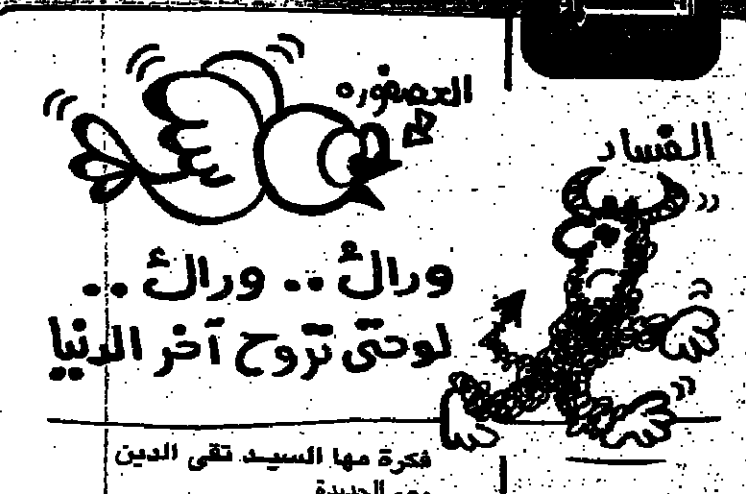 العصفوره
الفساد
وراك .. وراك ..
لوحتى تروح آخر الدنيا
فكرة مها السيد تقى الدين